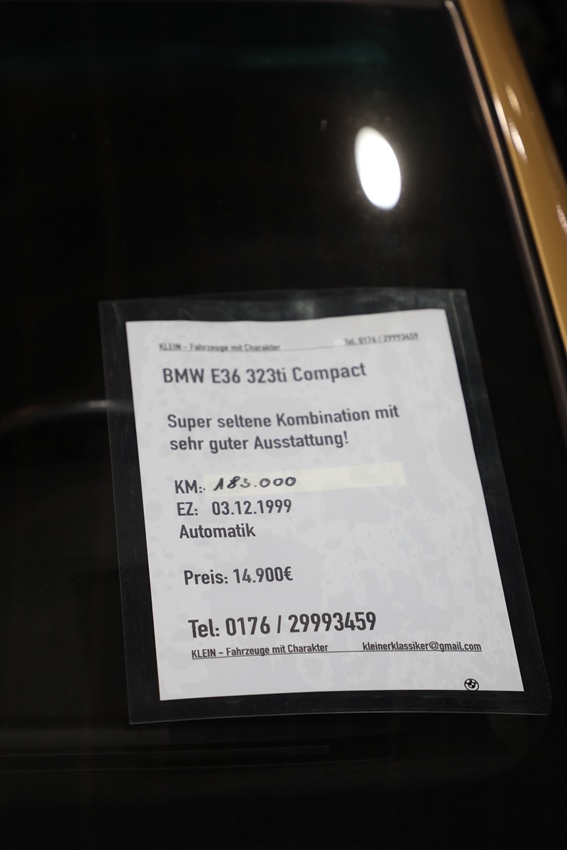 KLEIN - Fahrzeuge mit Charakter Tel. 0176 / 29993459
BMW E36 323ti Compact
Super seltene Kombination mit
sehr guter Ausstattung!
KM: 183.000
EZ: 03.12.1999
Automatik
Preis: 14.900€
Tel: 0176 / 29993459
KLEIN - Fahrzeuge mit Charakter kleinerklassiker@gmail.com